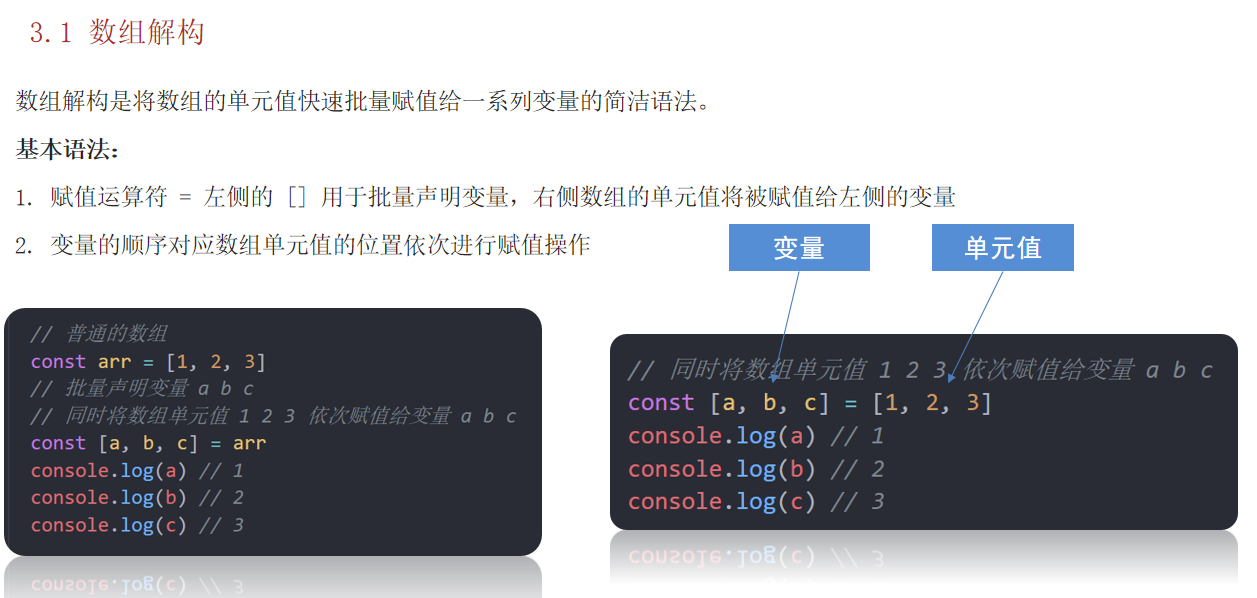 3.1 数组解构
数组解构是将数组的单元值快速批量赋值给一系列变量的简洁语法。
基本语法：
1. 赋值运算符 = 左侧的 [] 用于批量声明变量，右侧数组的单元值将被赋值给左侧的变量
2. 变量的顺序对应数组单元值的位置依次进行赋值操作
// 普通的数组
const arr = [1, 2, 3]
// 批量声明变量 a b c
// 同时将数组单元值 1 2 3 依次赋值给变量 a b c
const [a, b, c] = arr
console.log(a) // 1
console.log(b) // 2
console.log(c) // 3
变量
单元值
// 同时将数组单元值 1 2 3 依次赋值给变量 a b c
const [a, b, c] = [1, 2, 3]
console.log(a) // 1
console.log(b) // 2
console.log(c) // 3